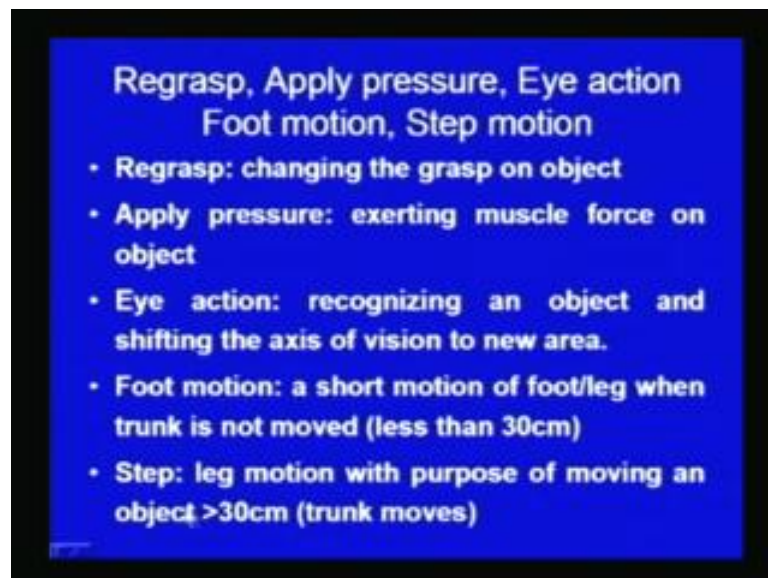 Regrasp, Apply pressure, Eye action
Foot motion, Step motion
• Regrasp: changing the grasp on object
• Apply pressure: exerting muscle force on
object
• Eye action: recognizing an object and
shifting the axis of vision to new area.
• Foot motion: a short motion of foot/leg when
trunk is not moved (less than 30cm)
• Step: leg motion with purpose of moving an
object >30cm (trunk moves)